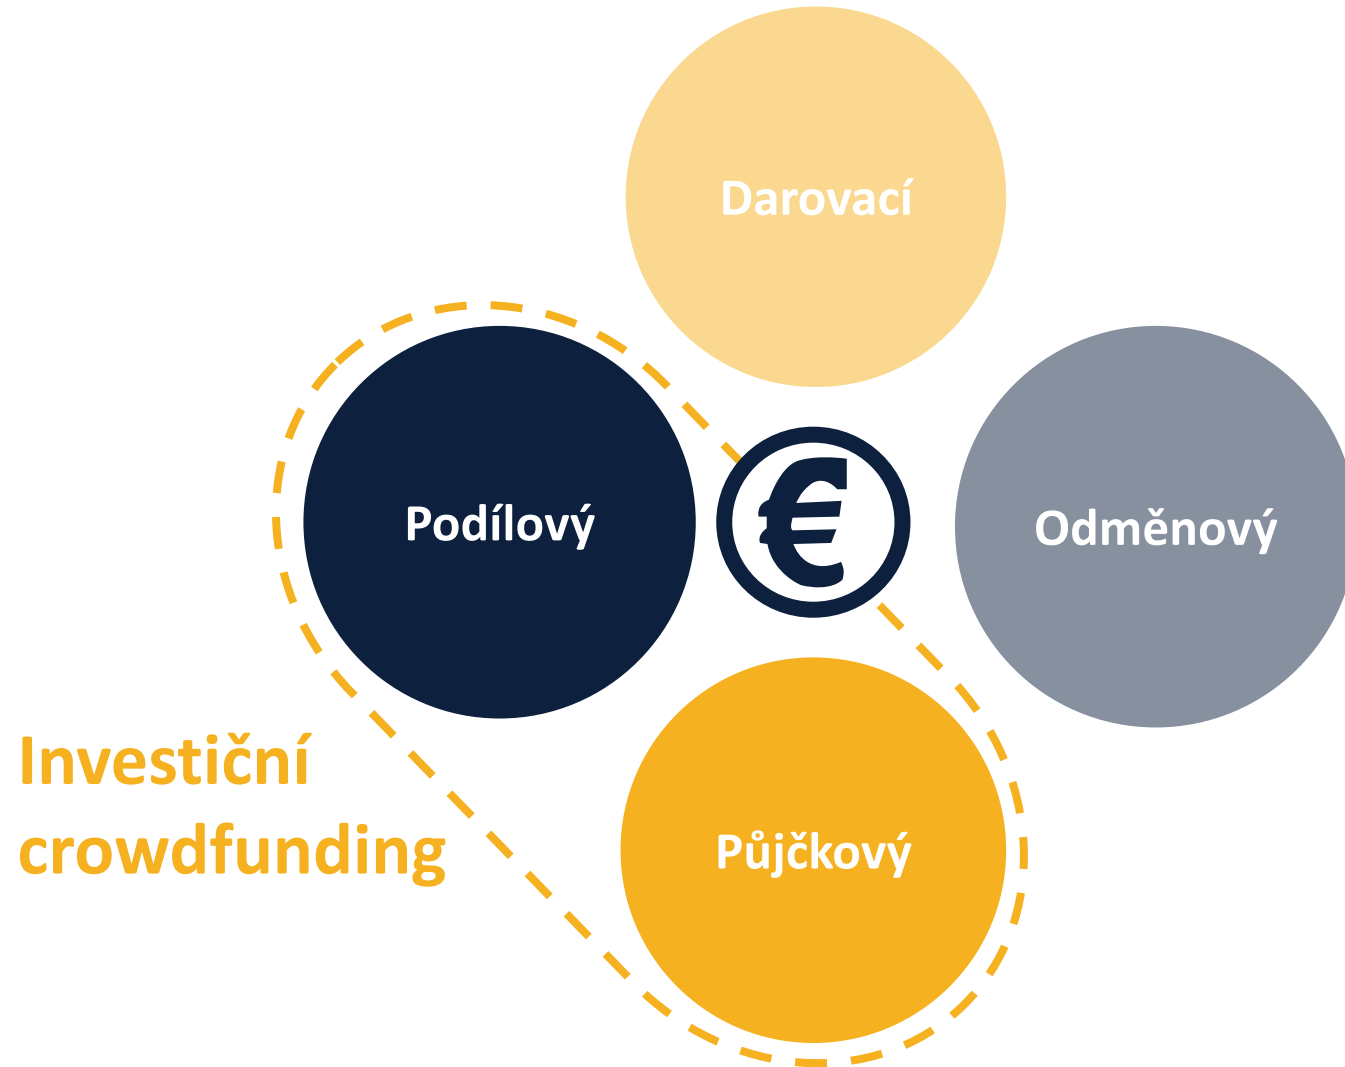 Darovací
Podílový
€
Odměnový
Investiční
crowdfunding
Půjčkový